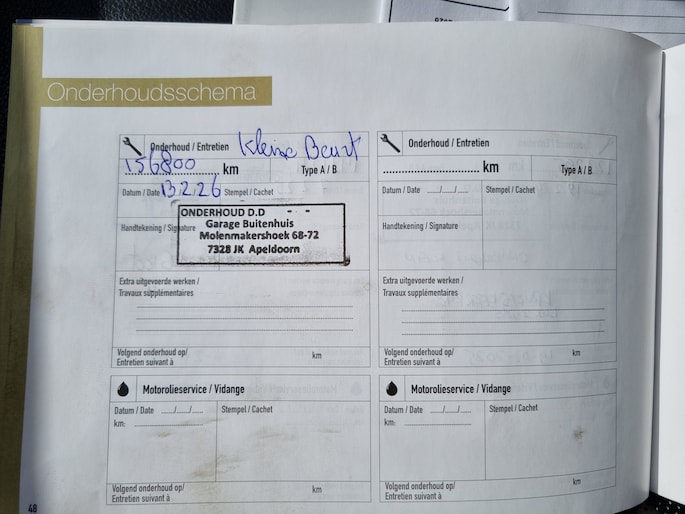 Onderhoudsschema
Onderhoud / Entretien Kleine Beurt
156800 km Type A / B
Datum / Date 13 2 26 Stempel / Cachet
ONDERHOUD D.D - -
Garage Buitenhuis
Molenmakershoek 68-72
7328 JK Apeldoorn
Handtekening / Signature
Extra uitgevoerde werken /
Travaux supplémentaires
Volgend onderhoud op/ km
Entretien suivant à
Motorolieservice / Vidange
Datum / Date ..../..../.... Stempel / Cachet
km: ....................
Volgend onderhoud op/ km
Entretien suivant à
Onderhoud / Entretien
.............................. km Type A / B
Datum / Date ..../..../.... Stempel / Cachet
Handtekening / Signature
Extra uitgevoerde werken /
Travaux supplémentaires
Volgend onderhoud op/ km
Entretien suivant à
Motorolieservice / Vidange
Datum / Date ..../..../.... Stempel / Cachet
km: ....................
Volgend onderhoud op/ km
Entretien suivant à
48